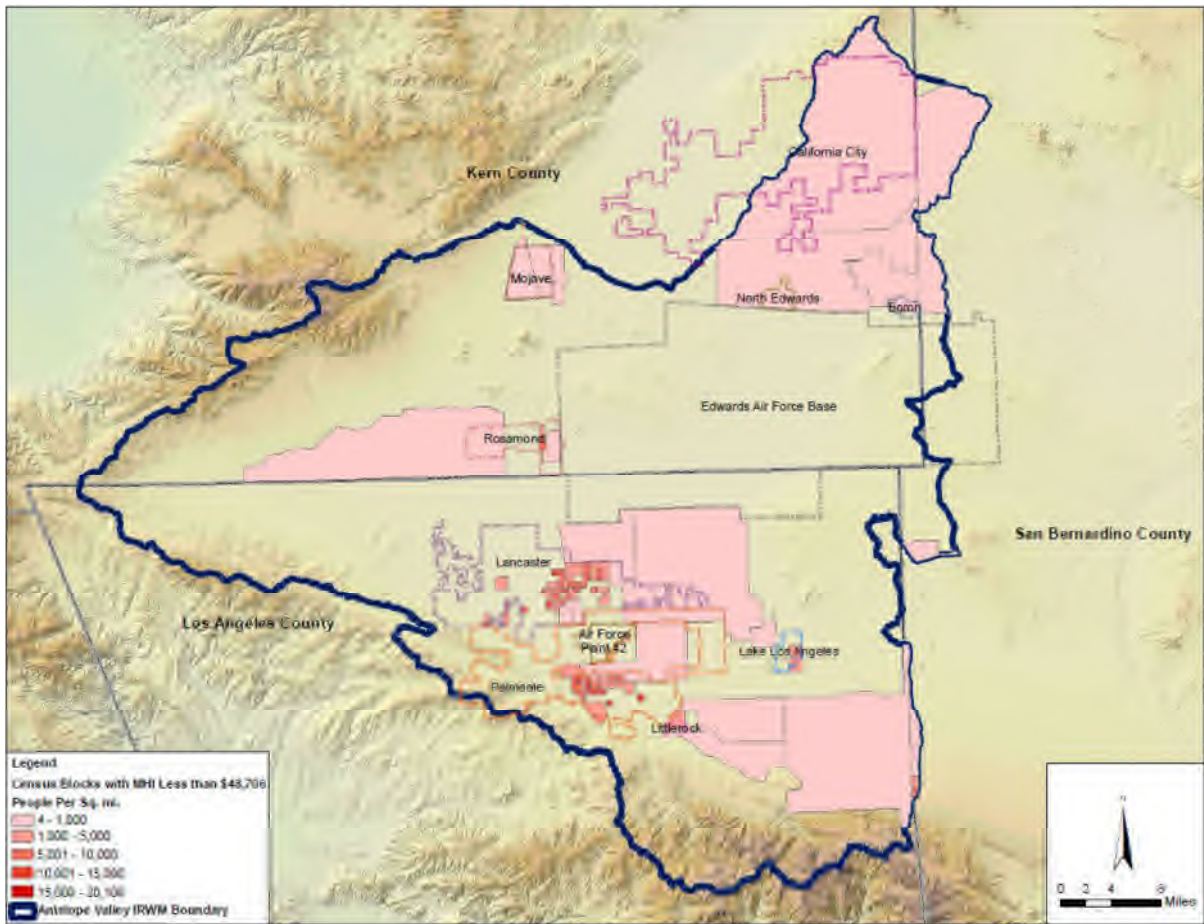 Kern County
California City
Mojave
North Edwards
Boron
Edwards Air Force Base
Rosamond
San Bernardino County
Lancaster
Los Angeles County
Air Force
Plant 42
Lake Los Angeles
Palmdale
Littlerock
Legend
Census Blocks with MHI Less than $48,706
People Per Sq. mi.
4 - 1,000
1,000 - 5,000
5,001 - 10,000
10,001 - 15,000
15,000 - 20,100
Antelope Valley IRWM Boundary
N
0 2 4 8
Miles